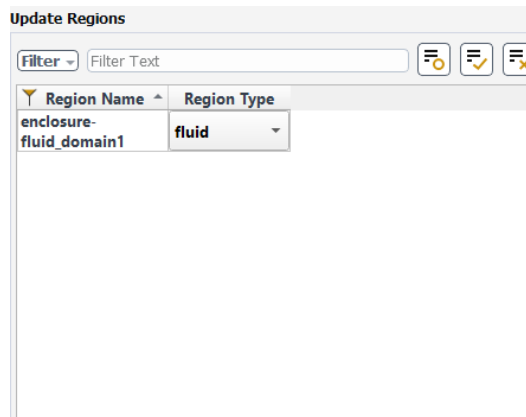 Update Regions
Filter Filter Text
Region Name Region Type
enclosure-
fluid_domain1 fluid